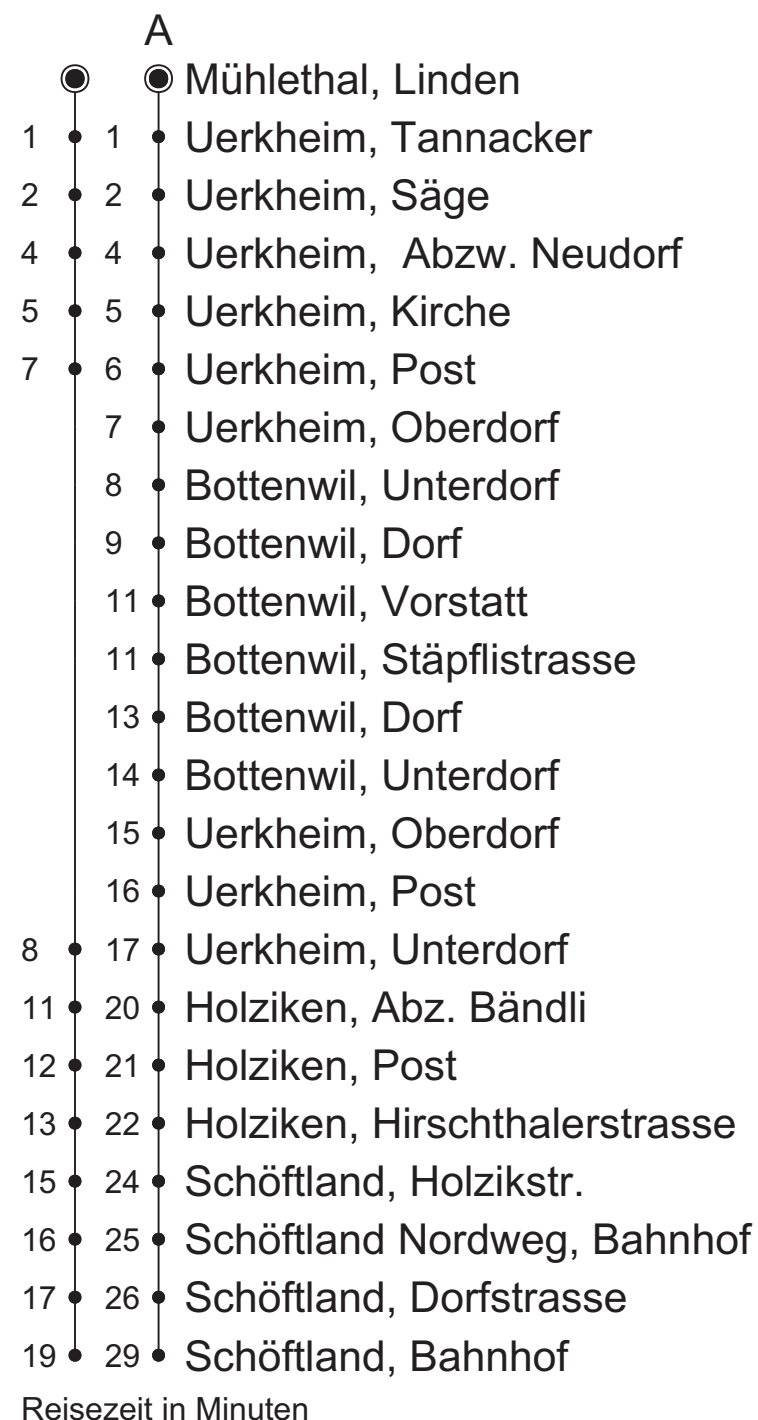 A
Mühlethal, Linden
1 1 Uerkheim, Tannacker
2 2 Uerkheim, Säge
4 4 Uerkheim, Abzw. Neudorf
5 5 Uerkheim, Kirche
7 6 Uerkheim, Post
7 Uerkheim, Oberdorf
8 Bottenwil, Unterdorf
9 Bottenwil, Dorf
11 Bottenwil, Vorstatt
11 Bottenwil, Stäpflistrasse
13 Bottenwil, Dorf
14 Bottenwil, Unterdorf
15 Uerkheim, Oberdorf
16 Uerkheim, Post
8 17 Uerkheim, Unterdorf
11 20 Holziken, Abz. Bändli
12 21 Holziken, Post
13 22 Holziken, Hirschthalerstrasse
15 24 Schöftland, Holzikstr.
16 25 Schöftland Nordweg, Bahnhof
17 26 Schöftland, Dorfstrasse
19 29 Schöftland, Bahnhof
Reisezeit in Minuten